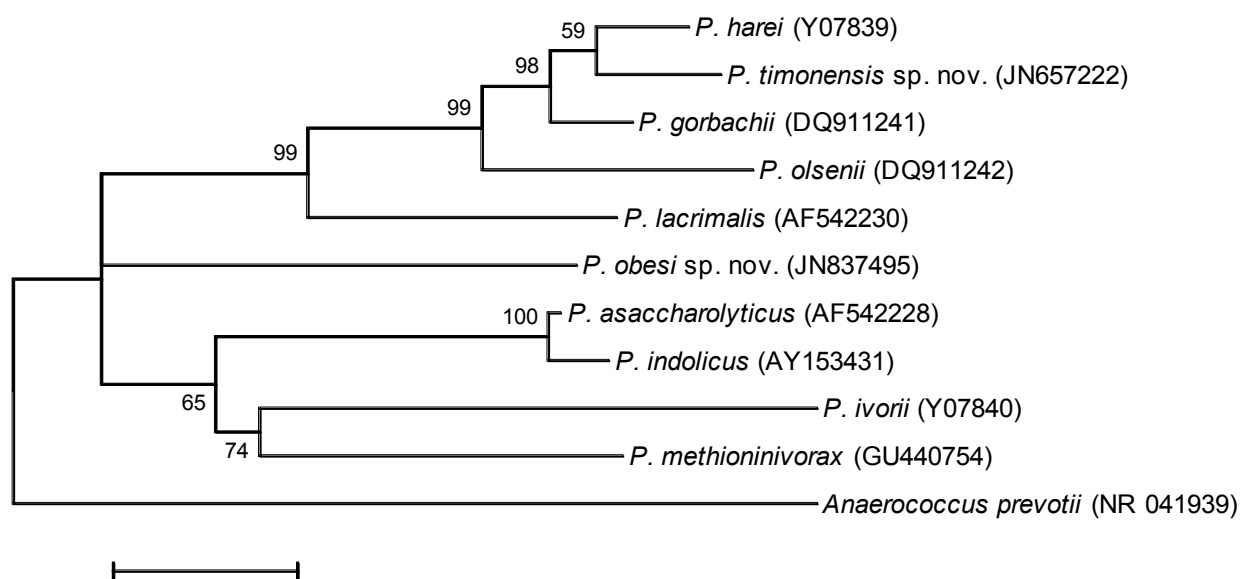 59
P. harei (Y07839)
98
P. timonensis sp. nov. (JN657222)
99
P. gorbachii (DQ911241)
99
P. olsenii (DQ911242)
P. lacrimalis (AF542230)
P. obesi sp. nov. (JN837495)
100
P. asaccharolyticus (AF542228)
P. indolicus (AY153431)
65
P. ivorii (Y07840)
74
P. methioninivorax (GU440754)
Anaerococcus prevotii (NR 041939)